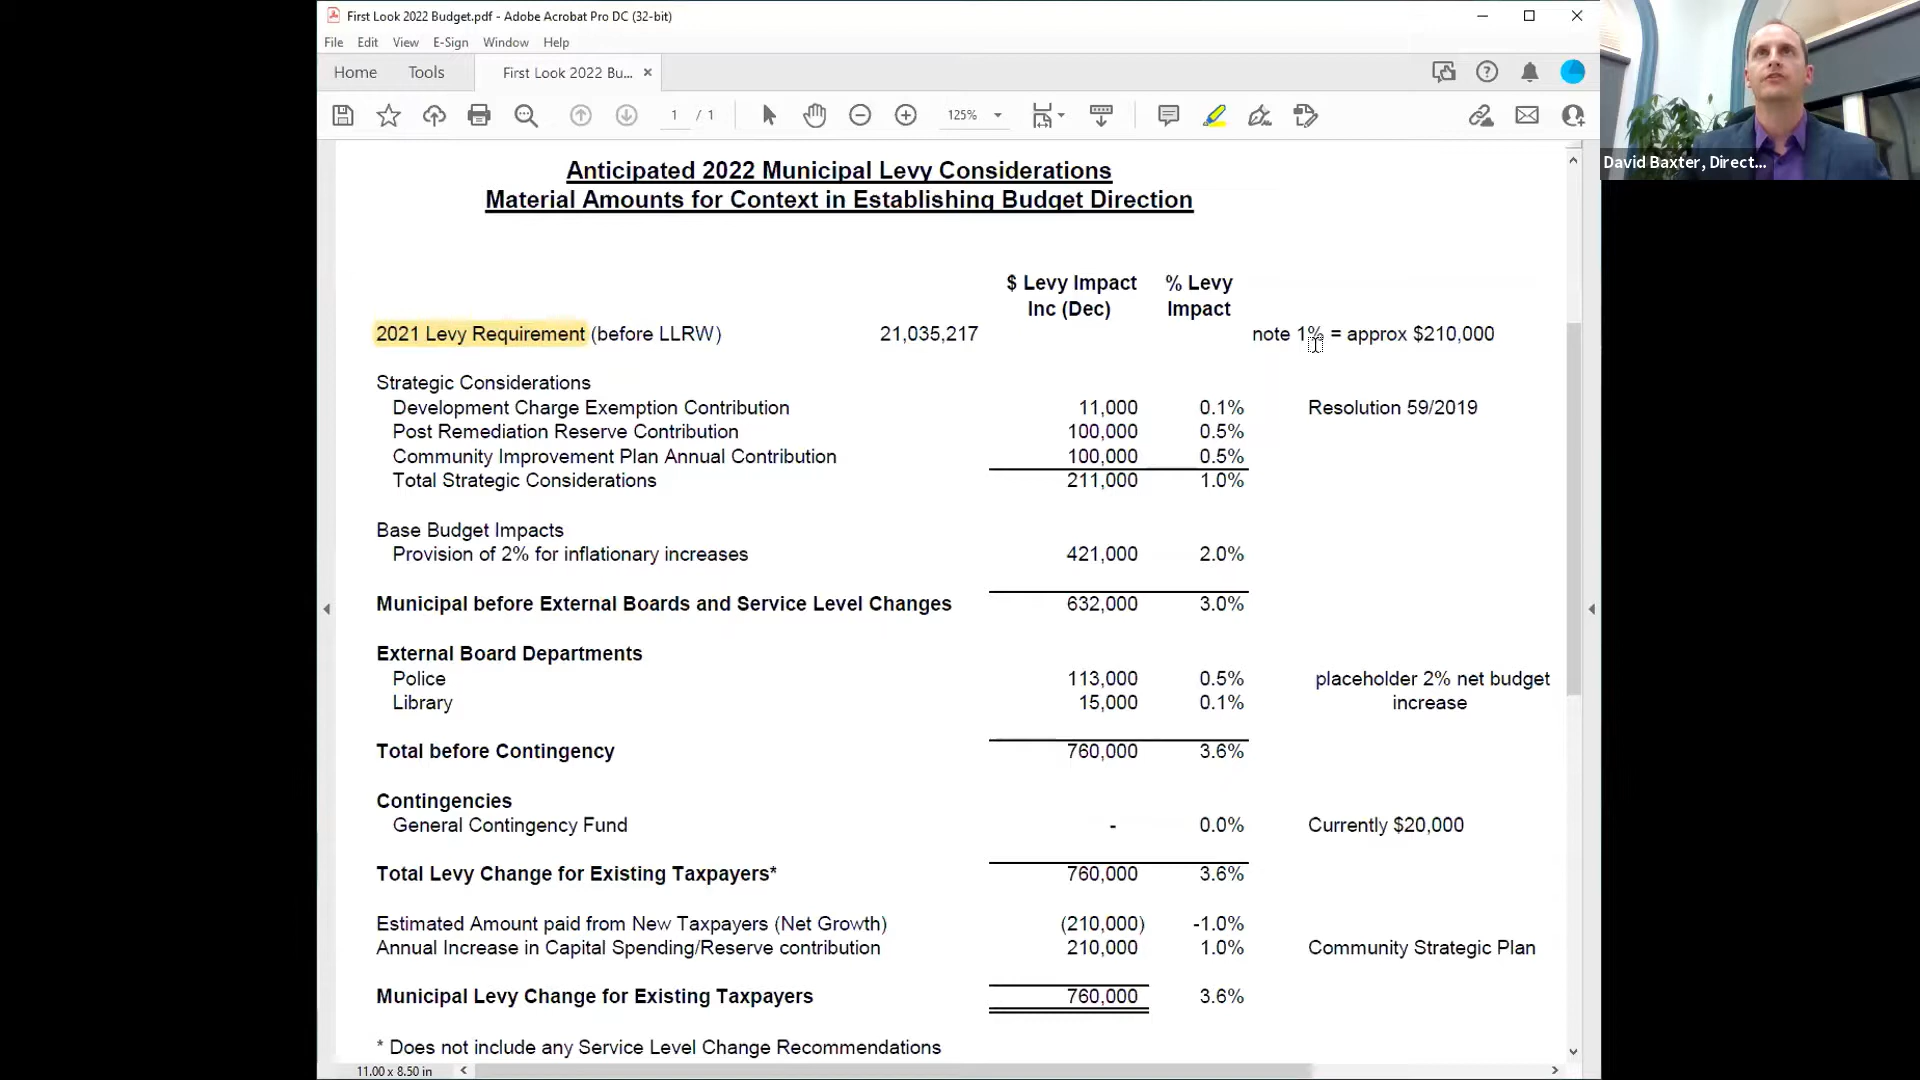 First Look 2022 Budget.pdf - Adobe Acrobat Pro DC (32-bit)
File Edit View E-Sign Window Help
Home Tools First Look 2022 Bu... ×
1 / 1 125%
David Baxter, Direct...
Anticipated 2022 Municipal Levy Considerations
Material Amounts for Context in Establishing Budget Direction
$ Levy Impact % Levy
Inc (Dec) Impact
2021 Levy Requirement (before LLRW) 21,035,217 note 1% = approx $210,000
Strategic Considerations
Development Charge Exemption Contribution 11,000 0.1% Resolution 59/2019
Post Remediation Reserve Contribution 100,000 0.5%
Community Improvement Plan Annual Contribution 100,000 0.5%
Total Strategic Considerations 211,000 1.0%
Base Budget Impacts
Provision of 2% for inflationary increases 421,000 2.0%
Municipal before External Boards and Service Level Changes 632,000 3.0%
External Board Departments
Police 113,000 0.5% placeholder 2% net budget
Library 15,000 0.1% increase
Total before Contingency 760,000 3.6%
Contingencies
General Contingency Fund - 0.0% Currently $20,000
Total Levy Change for Existing Taxpayers* 760,000 3.6%
Estimated Amount paid from New Taxpayers (Net Growth) (210,000) -1.0%
Annual Increase in Capital Spending/Reserve contribution 210,000 1.0% Community Strategic Plan
Municipal Levy Change for Existing Taxpayers 760,000 3.6%
* Does not include any Service Level Change Recommendations
11.00 x 8.50 in